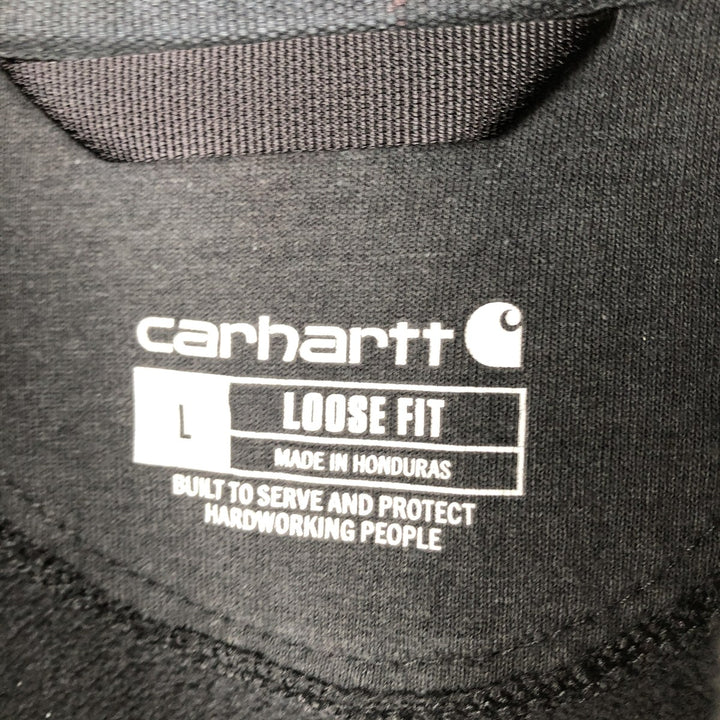 carhartt
L
LOOSE FIT
MADE IN HONDURAS
BUILT TO SERVE AND PROTECT
HARDWORKING PEOPLE